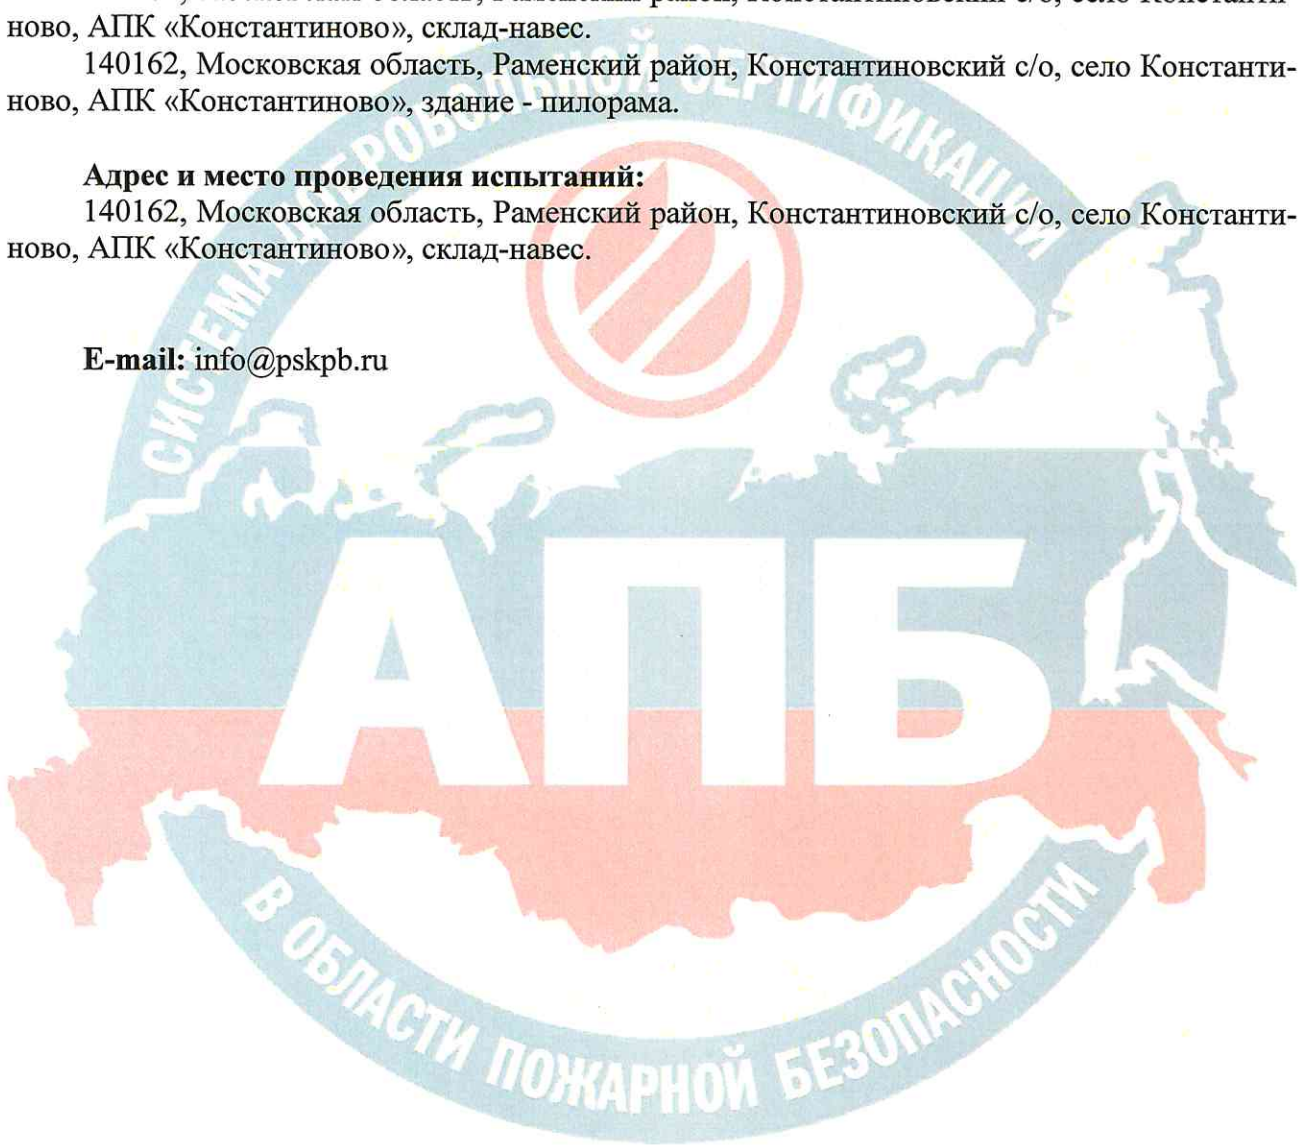 ново, АПК «Константиново», склад-навес.
140162, Московская область, Раменский район, Константиновский с/о, село Константи-
ново, АПК «Константиново», здание - пилорама.
Адрес и место проведения испытаний:
140162, Московская область, Раменский район, Константиновский с/о, село Константи-
ново, АПК «Константиново», склад-навес.
E-mail: info@pskpb.ru
СИСТЕМА ДОБРОВОЛЬНОЙ СЕРТИФИКАЦИИ
АПБ
В ОБЛАСТИ ПОЖАРНОЙ БЕЗОПАСНОСТИ